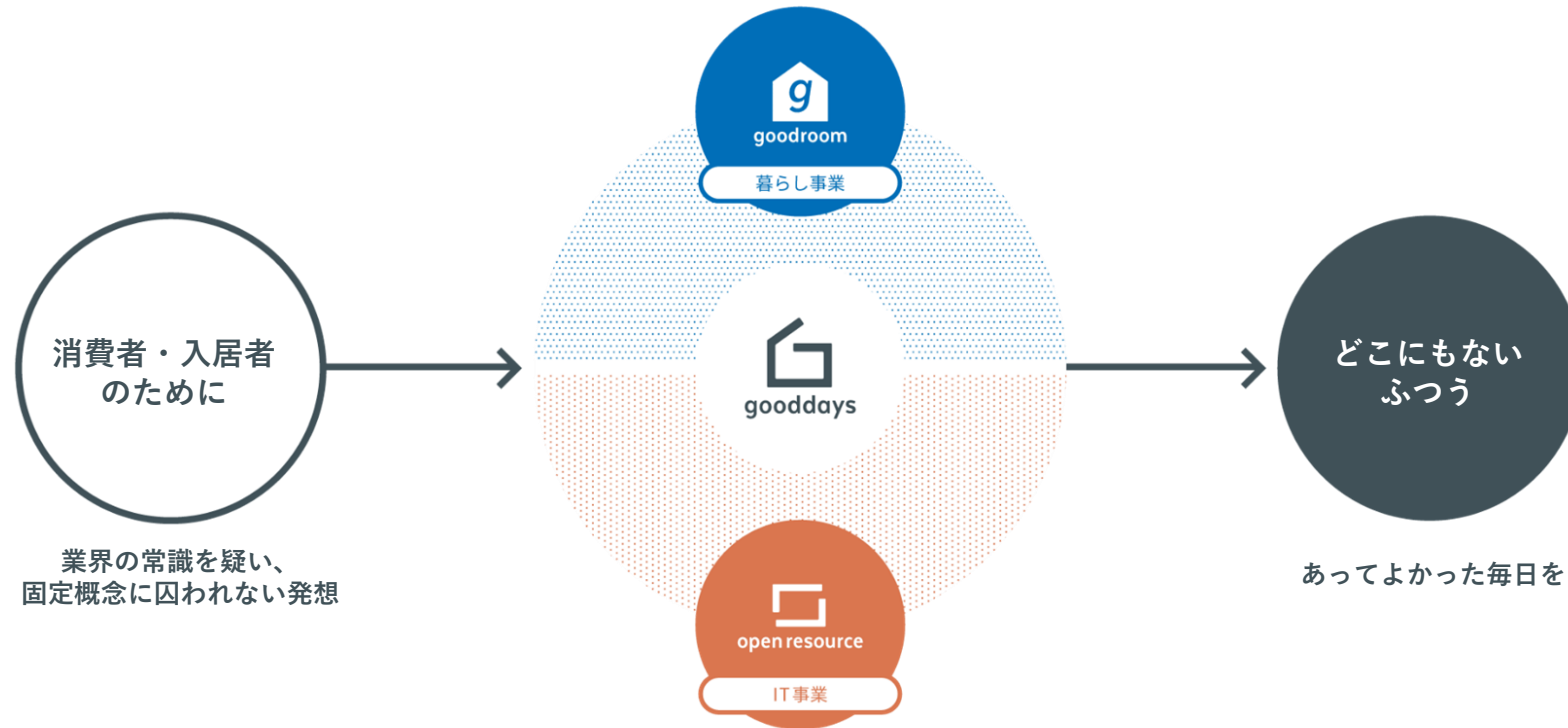 消費者・入居者
のために
業界の常識を疑い、
固定概念に囚われない発想
g
goodroom
暮らし事業
gooddays
open resource
IT事業
どこにもない
ふつう
あってよかった毎日を